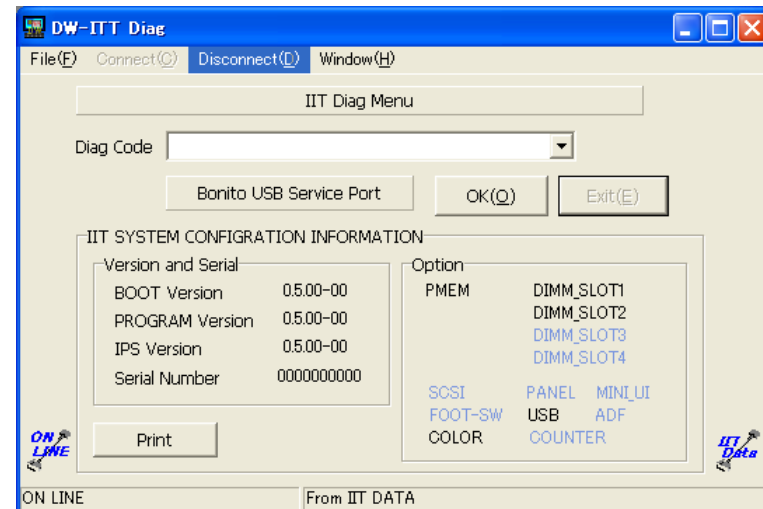 DW-ITT Diag
File(F) Connect(C) Disconnect(D) Window(H)
IIT Diag Menu
Diag Code
Bonito USB Service Port OK(O) Exit(E)
IIT SYSTEM CONFIGRATION INFORMATION
Version and Serial
BOOT Version 0.5.00-00
PROGRAM Version 0.5.00-00
IPS Version 0.5.00-00
Serial Number 0000000000
Print
Option
PMEM DIMM_SLOT1
DIMM_SLOT2
DIMM_SLOT3
DIMM_SLOT4
SCSI PANEL MINI_UI
FOOT-SW USB ADF
COLOR COUNTER
ON
LINE
IIT
Data
ON LINE From IIT DATA